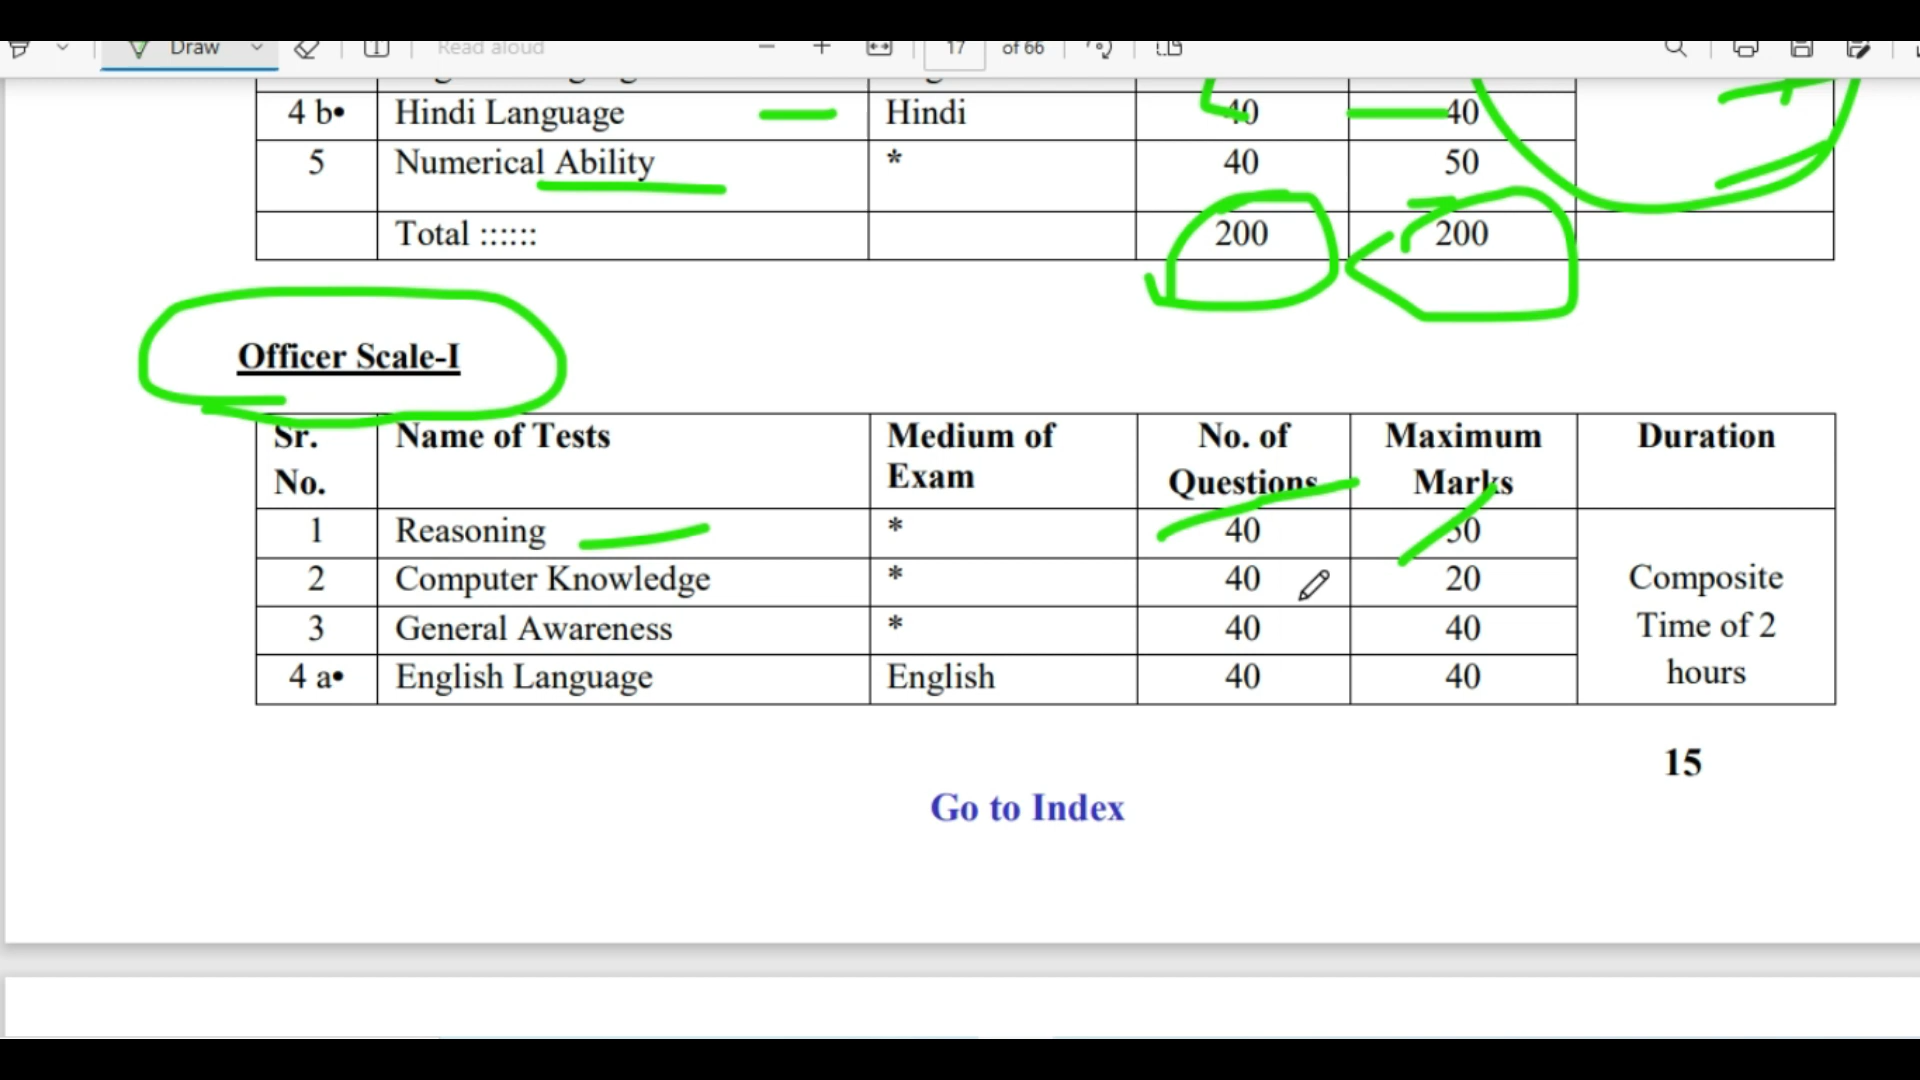 Draw Read aloud 17 of 66
4 b• Hindi Language Hindi 40 40
5 Numerical Ability * 40 50
Total :::::: 200 200
Officer Scale-I
Sr. No. Name of Tests Medium of Exam No. of Questions Maximum Marks Duration
1 Reasoning * 40 50 Composite Time of 2 hours
2 Computer Knowledge * 40 20
3 General Awareness * 40 40
4 a• English Language English 40 40
15
Go to Index